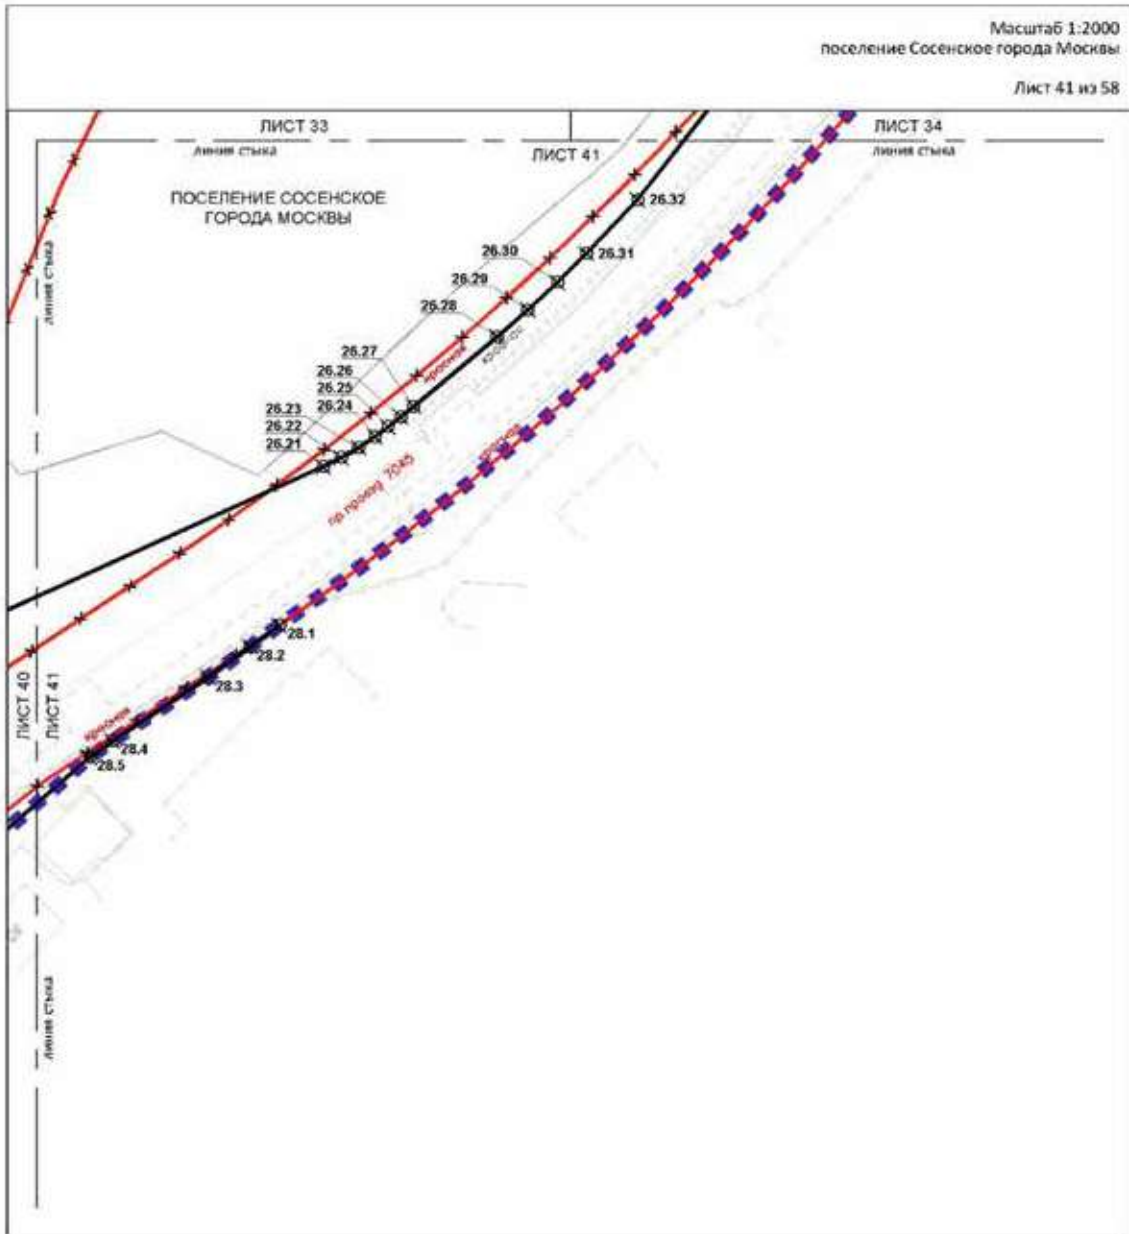 Масштаб 1:2000
поселение Сосенское города Москвы
Лист 41 из 58
ЛИСТ 33
ЛИСТ 34
линия стыка
ЛИСТ 41
линия стыка
ПОСЕЛЕНИЕ СОСЕНСКОЕ
ГОРОДА МОСКВЫ
линия стыка
26.32
26.31
26.30
26.29
26.28
26.27
26.26
26.25
26.24
26.23
26.22
26.21
красная
красная
пр.проезд 7045
28.1
28.2
28.3
28.4
28.5
красная
ЛИСТ 40
ЛИСТ 41
линия стыка